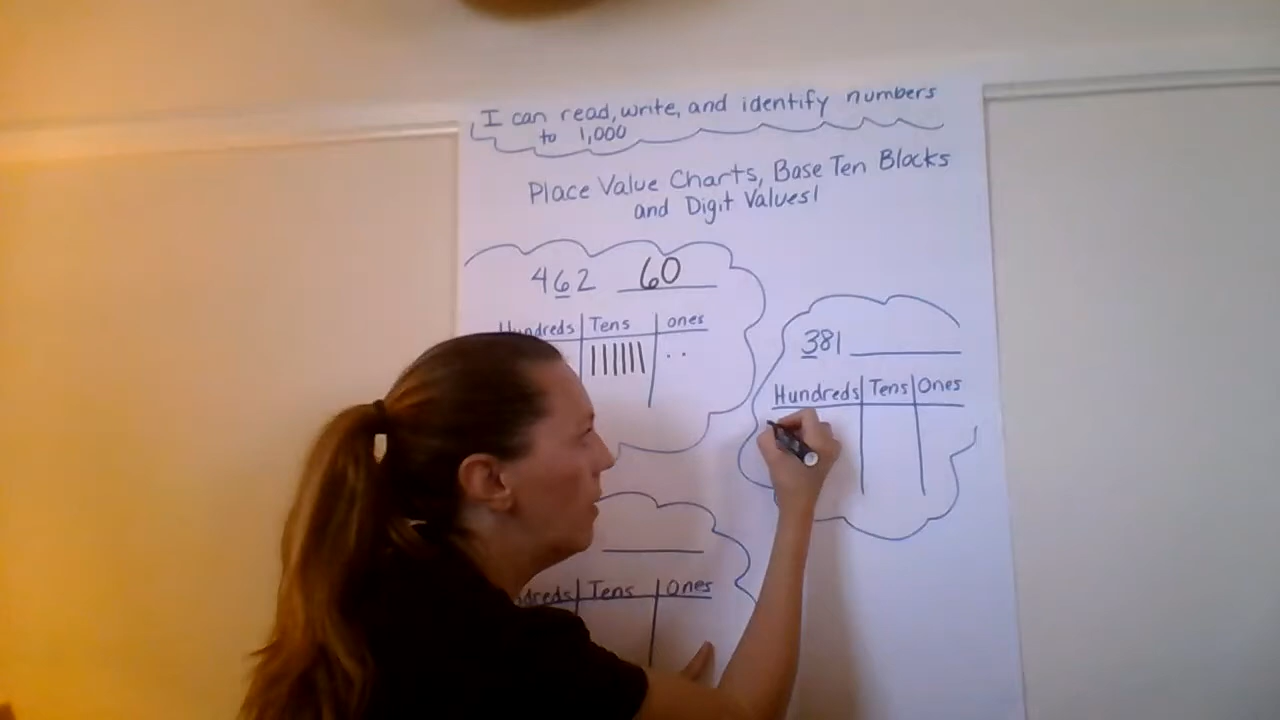 I can read, write, and identify numbers
to 1,000
Place Value Charts, Base Ten Blocks
and Digit Values!
462 60
Hundreds Tens ones
381
Hundreds Tens Ones
Tens Ones